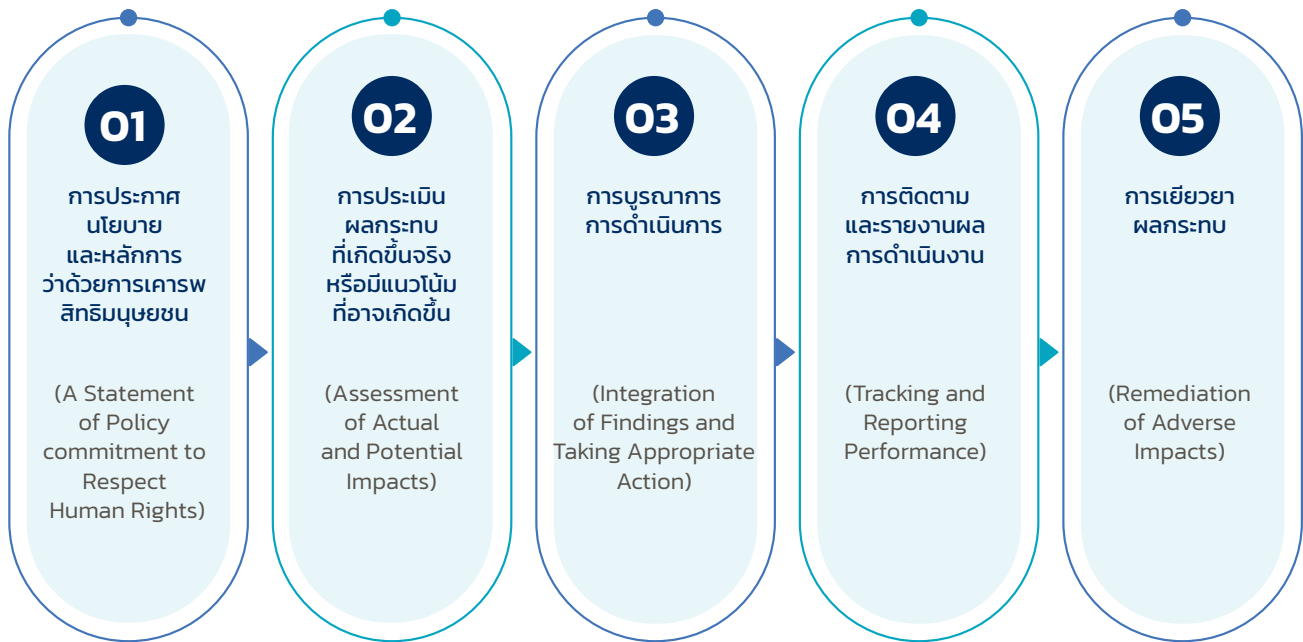 01
การประกาศ
นโยบาย
และหลักการ
ว่าด้วยการเคารพ
สิทธิมนุษยชน
(A Statement
of Policy
commitment to
Respect
Human Rights)
02
การประเมิน
ผลกระทบ
ที่เกิดขึ้นจริง
หรือมีแนวโน้ม
ที่อาจเกิดขึ้น
(Assessment
of Actual
and Potential
Impacts)
03
การบูรณาการ
การดำเนินการ
(Integration
of Findings and
Taking Appropriate
Action)
04
การติดตาม
และรายงานผล
การดำเนินงาน
(Tracking and
Reporting
Performance)
05
การเยียวยา
ผลกระทบ
(Remediation
of Adverse
Impacts)